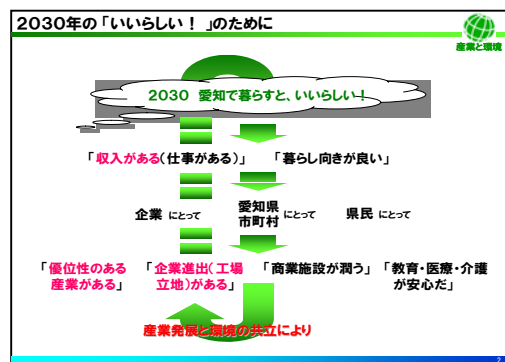 2030年の「いいらしい！」のために
産業と環境
2030 愛知で暮らすと、いいらしい！
「収入がある（仕事がある）」 「暮らし向きが良い」
企業 にとって 愛知県 市町村 にとって 県民 にとって
「優位性のある
産業がある」
「企業進出（工場
立地）がある」
「商業施設が潤う」
「教育・医療・介護
が安心だ」
産業発展と環境の共立により
2